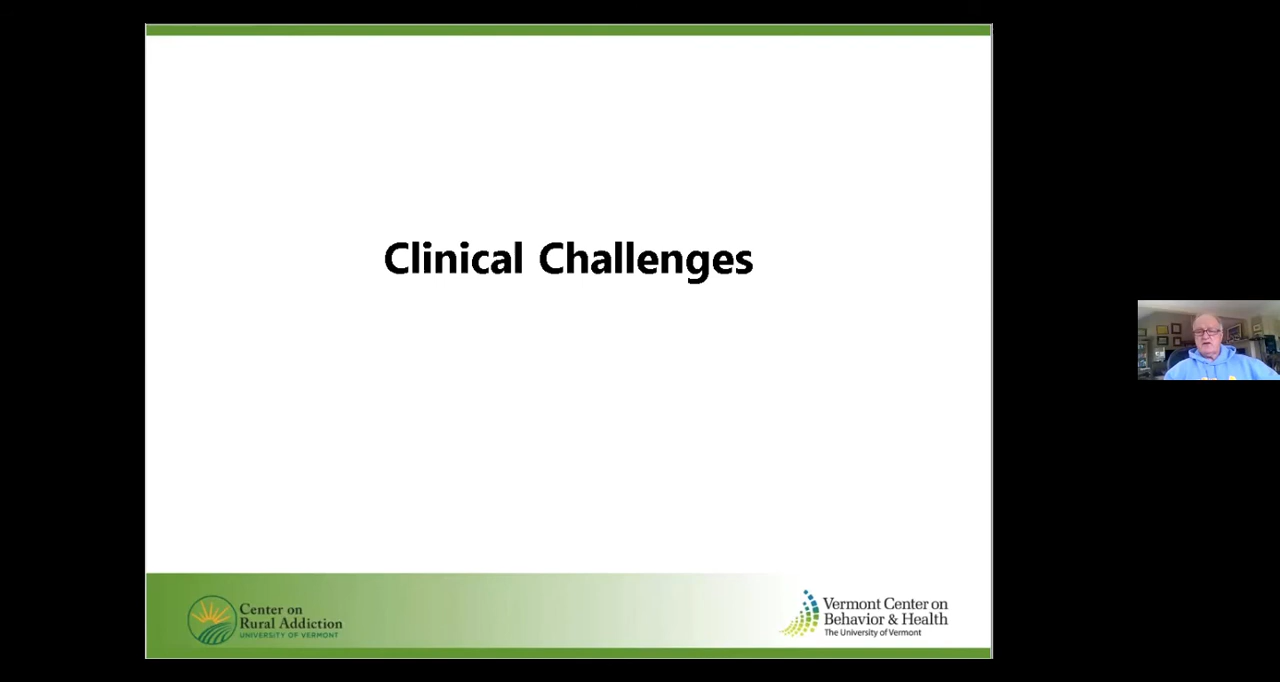 Clinical Challenges
Center on
Rural Addiction
UNIVERSITY OF VERMONT
Vermont Center on
Behavior & Health
The University of Vermont